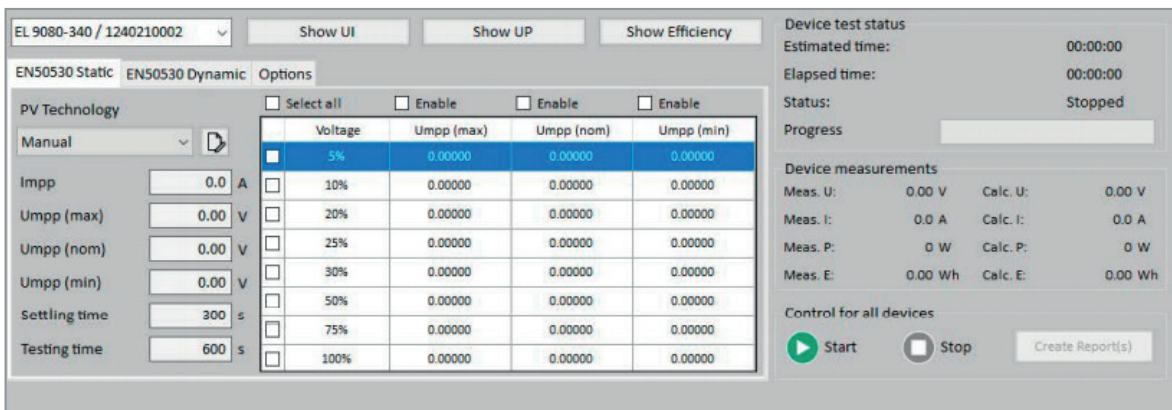 EL 9080-340 / 1240210002 Show UI Show UP Show Efficiency
EN50530 Static EN50530 Dynamic Options
PV Technology
Manual
Impp 0.0 A
Umpp (max) 0.00 V
Umpp (nom) 0.00 V
Umpp (min) 0.00 V
Settling time 300 s
Testing time 600 s
Select all Enable Enable Enable
Voltage Umpp (max) Umpp (nom) Umpp (min)
5% 0.00000 0.00000 0.00000
10% 0.00000 0.00000 0.00000
20% 0.00000 0.00000 0.00000
25% 0.00000 0.00000 0.00000
30% 0.00000 0.00000 0.00000
50% 0.00000 0.00000 0.00000
75% 0.00000 0.00000 0.00000
100% 0.00000 0.00000 0.00000
Device test status
Estimated time: 00:00:00
Elapsed time: 00:00:00
Status: Stopped
Progress
Device measurements
Meas. U: 0.00 V Calc. U: 0.00 V
Meas. I: 0.0 A Calc. I: 0.0 A
Meas. P: 0 W Calc. P: 0 W
Meas. E: 0.00 Wh Calc. E: 0.00 Wh
Control for all devices
Start Stop Create Report(s)